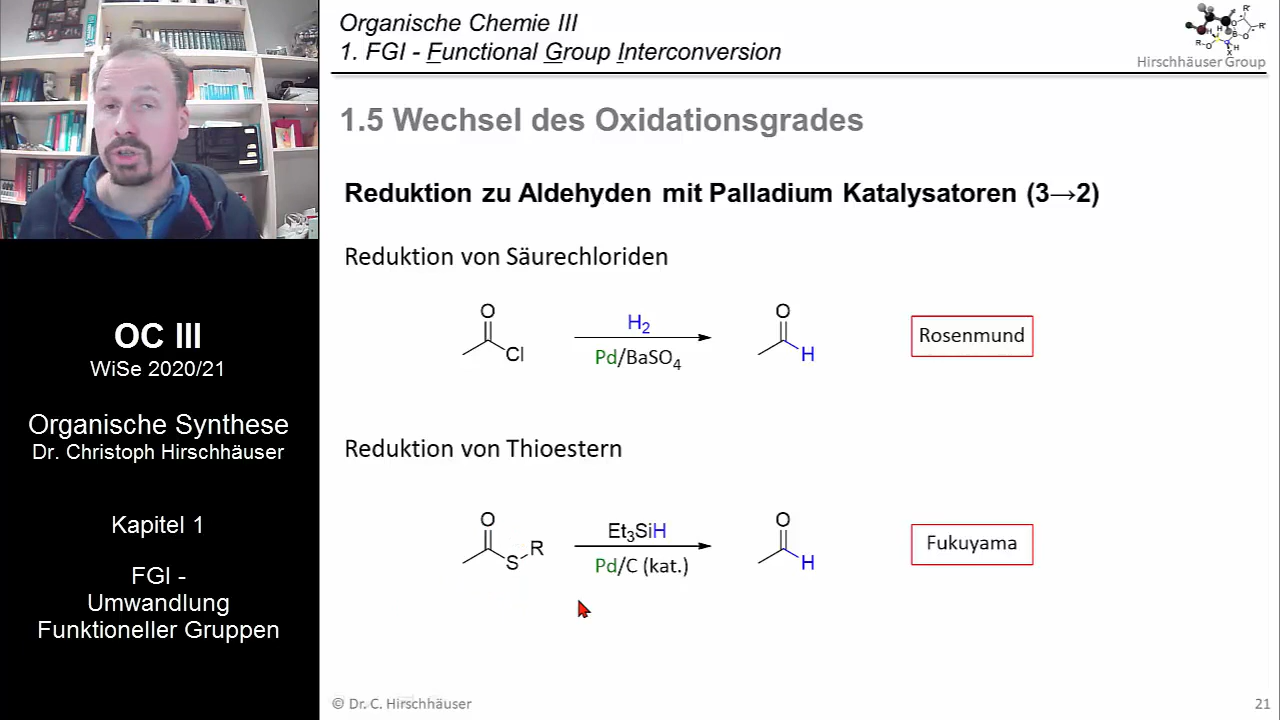 Organische Chemie III
1. FGI - Functional Group Interconversion
Hirschhäuser Group
1.5 Wechsel des Oxidationsgrades
Reduktion zu Aldehyden mit Palladium Katalysatoren (3→2)
Reduktion von Säurechloriden
O
Cl
H₂
Pd/BaSO₄
O
H
Rosenmund
Reduktion von Thioestern
O
S
R
Et₃SiH
Pd/C (kat.)
O
H
Fukuyama
OC III
WiSe 2020/21
Organische Synthese
Dr. Christoph Hirschhäuser
Kapitel 1
FGI -
Umwandlung
Funktioneller Gruppen
© Dr. C. Hirschhäuser
21